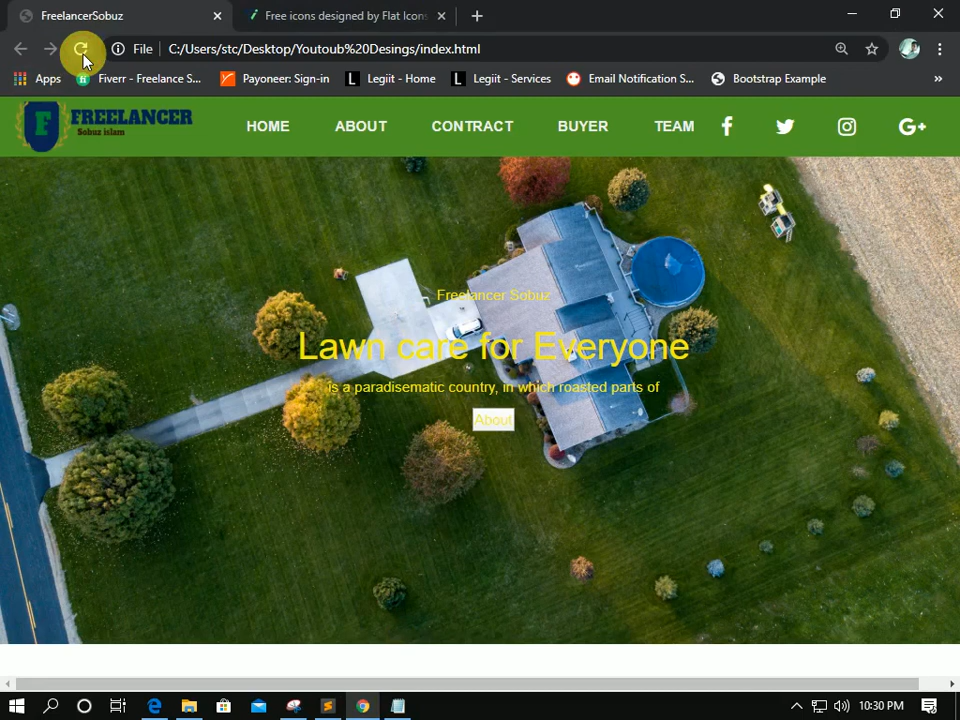 FreelancerSobuz
Free icons designed by Flat Icons
File
C:/Users/stc/Desktop/Youtoub%20Desings/index.html
Apps
fi
Fiverr - Freelance S...
Payoneer: Sign-in
L
Legiit - Home
L
Legiit - Services
Email Notification S...
Bootstrap Example
»
F
FREELANCER
Sobuz islam
HOME
ABOUT
CONTRACT
BUYER
TEAM
G+
Freelancer Sobuz
Lawn care for Everyone
is a paradisematic country, in which roasted parts of
About
10:30 PM